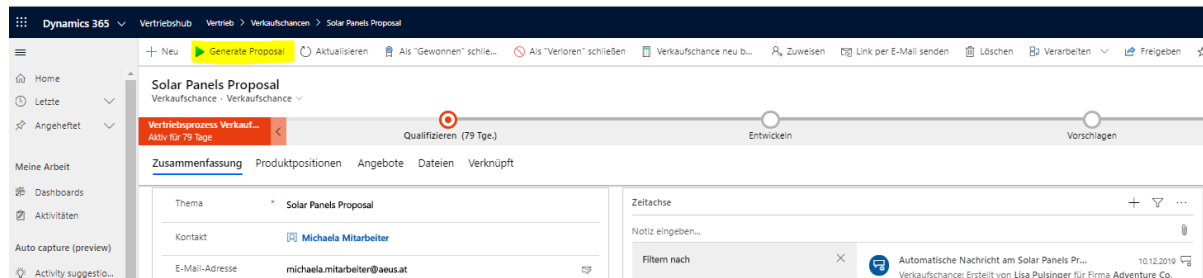 Dynamics 365 Vertriebshub Vertrieb > Verkaufschancen > Solar Panels Proposal
+ Neu Generate Proposal Aktualisieren Als "Gewonnen" schlie... Als "Verloren" schließen Verkaufschance neu b... Zuweisen Link per E-Mail senden Löschen Verarbeiten Freigeben
Home
Letzte
Angeheftet
Meine Arbeit
Dashboards
Aktivitäten
Auto capture (preview)
Activity suggestio...
Solar Panels Proposal
Verkaufschance · Verkaufschance
Vertriebsprozess Verkauf...
Aktiv für 79 Tage
Qualifizieren (79 Tge.)
Entwickeln
Vorschlagen
Zusammenfassung Produktpositionen Angebote Dateien Verknüpft
Thema * Solar Panels Proposal
Kontakt Michaela Mitarbeiter
E-Mail-Adresse michaela.mitarbeiter@aeus.at
Zeitachse
Notiz eingeben...
Filtern nach
Automatische Nachricht am Solar Panels Pr... 10.12.2019
Verkaufschance: Erstellt von Lisa Pulsinger für Firma Adventure Co.